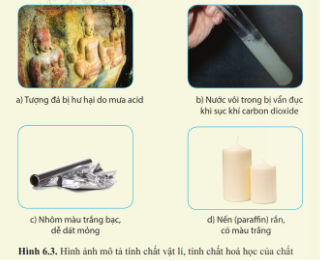 a) Tượng đá bị hư hại do mưa acid
b) Nước vôi trong bị vẩn đục
khi sục khí carbon dioxide
c) Nhôm màu trắng bạc,
dễ dát mỏng
d) Nến (paraffin) rắn,
có màu trắng
Hình 6.3. Hình ảnh mô tả tính chất vật lí, tính chất hoá học của chất